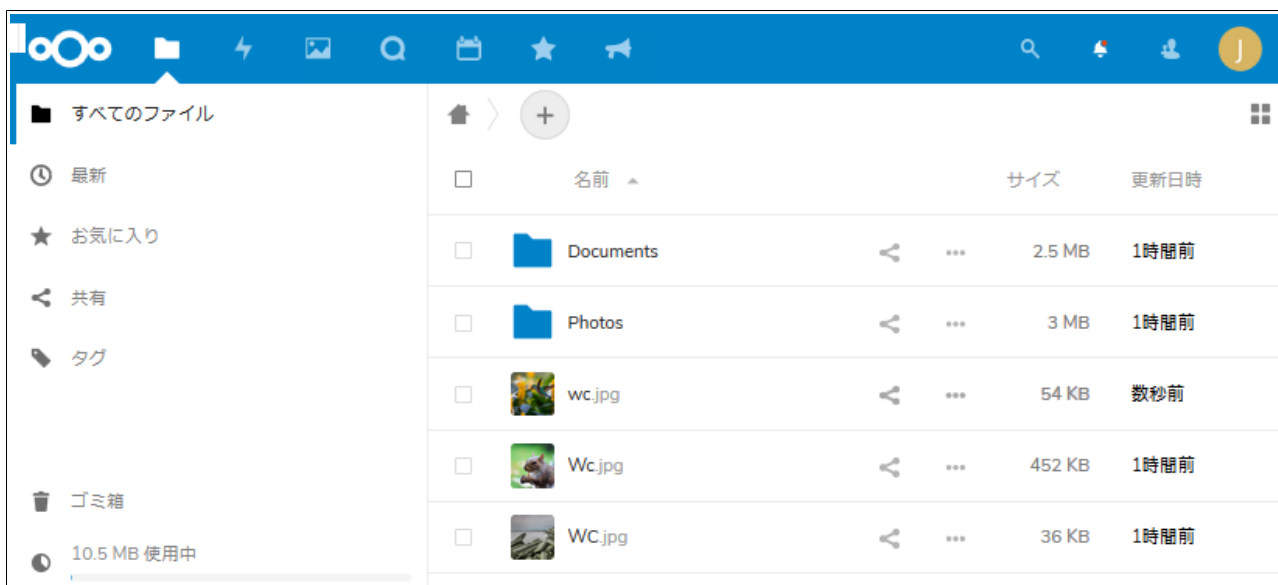 J
すべてのファイル
最新
お気に入り
共有
タグ
ゴミ箱
10.5 MB 使用中
名前 サイズ 更新日時
Documents 2.5 MB 1時間前
Photos 3 MB 1時間前
wc.jpg 54 KB 数秒前
Wc.jpg 452 KB 1時間前
WC.jpg 36 KB 1時間前